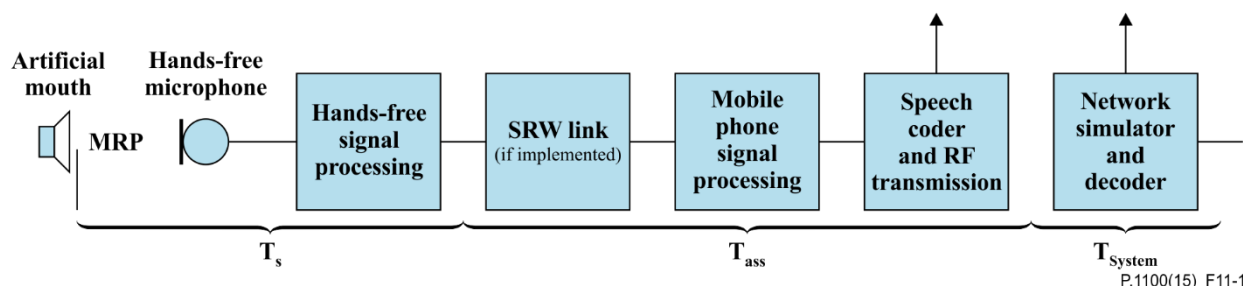 Artificial
mouth
MRP
Hands-free
microphone
Hands-free
signal
processing
SRW link
(if implemented)
Mobile
phone
signal
processing
Speech
coder
and RF
transmission
Network
simulator
and
decoder
Ts
Tass
TSystem
P.1100(15)_F11-1